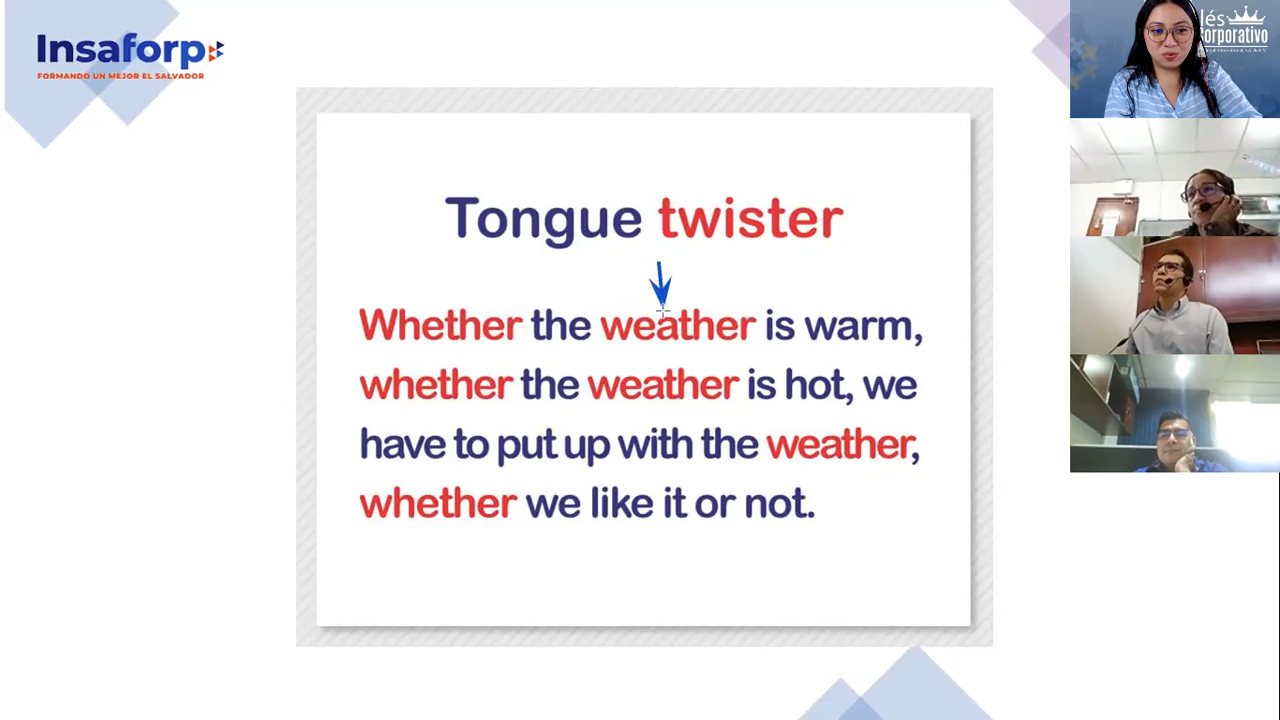 Insaforp
FORMANDO UN MEJOR EL SALVADOR
lés
Corporativo
Tongue twister
Whether the weather is warm,
whether the weather is hot, we
have to put up with the weather,
whether we like it or not.